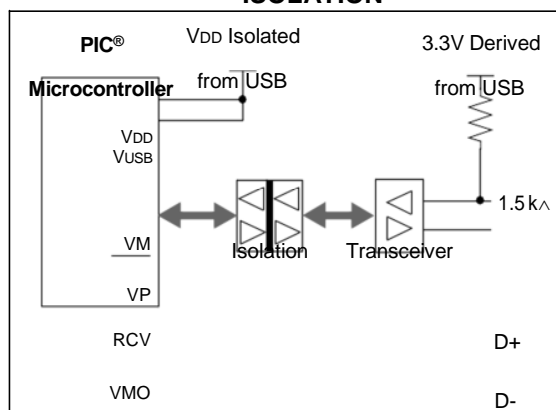 ISOLATION
PIC®
Microcontroller
VDD Isolated
from USB
3.3V Derived
from USB
VDD
VUSB
1.5 k∧
VM
Isolation
Transceiver
VP
RCV
D+
VMO
D-